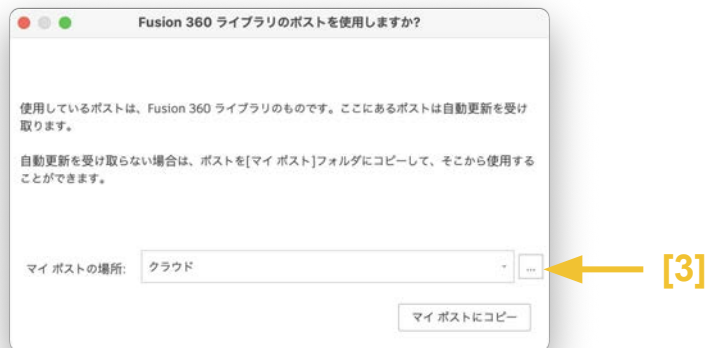 Fusion 360 ライブラリのポストを使用しますか?
使用しているポストは、Fusion 360 ライブラリのものです。ここにあるポストは自動更新を受け
取ります。
自動更新を受け取らない場合は、ポストを[マイ ポスト]フォルダにコピーして、そこから使用する
ことができます。
マイ ポストの場所: クラウド ... [3]
マイ ポストにコピー